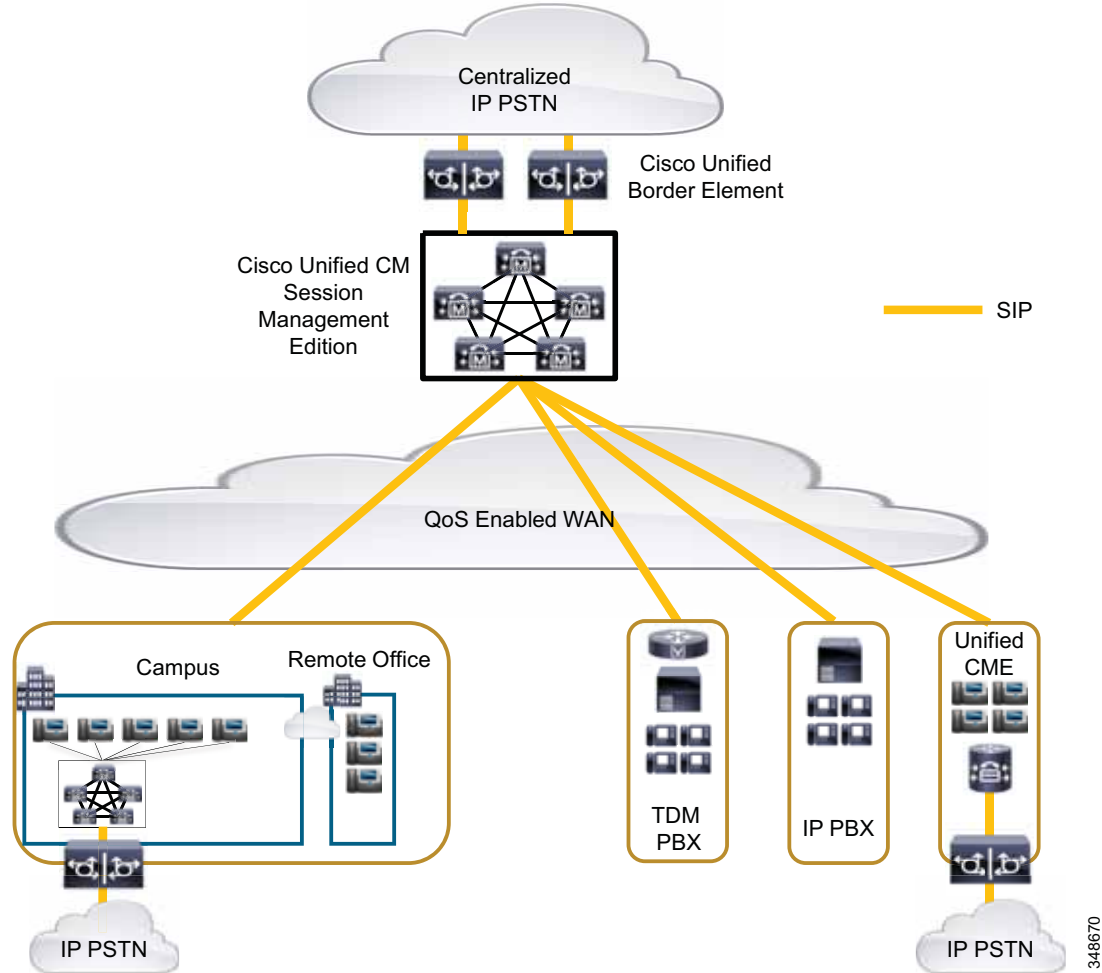 Centralized
IP PSTN
Cisco Unified
Border Element
Cisco Unified CM
Session
Management
Edition
M
M
M
M
M
SIP
QoS Enabled WAN
Campus
Remote Office
TDM
PBX
IP PBX
Unified
CME
IP PSTN
IP PSTN
348670